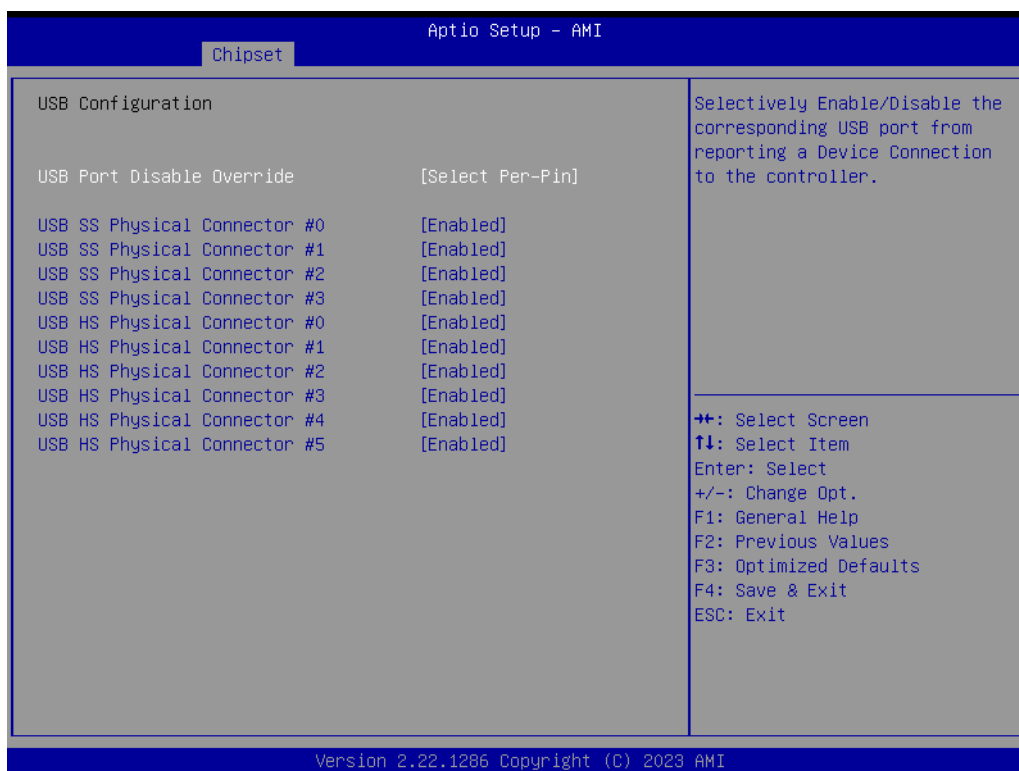 Aptio Setup – AMI
Chipset
USB Configuration
USB Port Disable Override [Select Per-Pin]
USB SS Physical Connector #0 [Enabled]
USB SS Physical Connector #1 [Enabled]
USB SS Physical Connector #2 [Enabled]
USB SS Physical Connector #3 [Enabled]
USB HS Physical Connector #0 [Enabled]
USB HS Physical Connector #1 [Enabled]
USB HS Physical Connector #2 [Enabled]
USB HS Physical Connector #3 [Enabled]
USB HS Physical Connector #4 [Enabled]
USB HS Physical Connector #5 [Enabled]
Selectively Enable/Disable the
corresponding USB port from
reporting a Device Connection
to the controller.
→←: Select Screen
↑↓: Select Item
Enter: Select
+/-: Change Opt.
F1: General Help
F2: Previous Values
F3: Optimized Defaults
F4: Save & Exit
ESC: Exit
Version 2.22.1286 Copyright (C) 2023 AMI